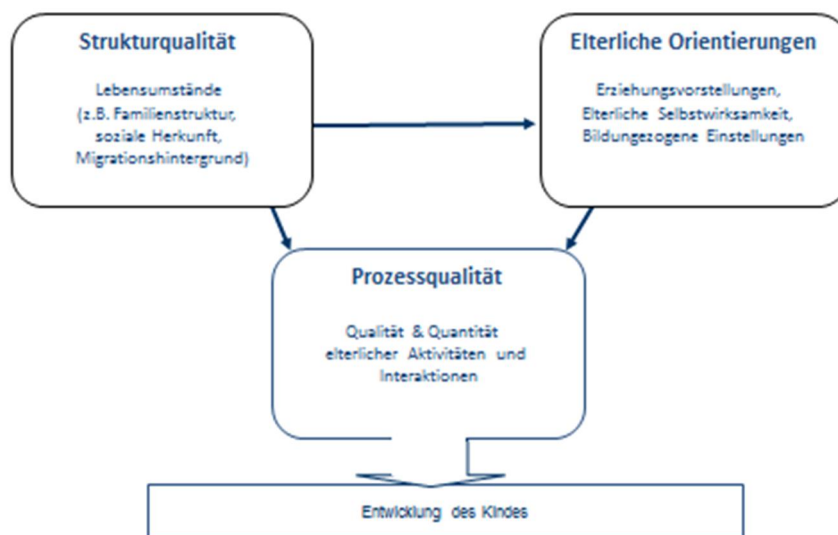 Strukturqualität
Lebensumstände
(z.B. Familienstruktur,
soziale Herkunft,
Migrationshintergrund)
Elterliche Orientierungen
Erziehungsvorstellungen,
Elterliche Selbstwirksamkeit,
Bildungezogene Einstellungen
Prozessqualität
Qualität & Quantität
elterlicher Aktivitäten und
Interaktionen
Entwicklung des Kindes